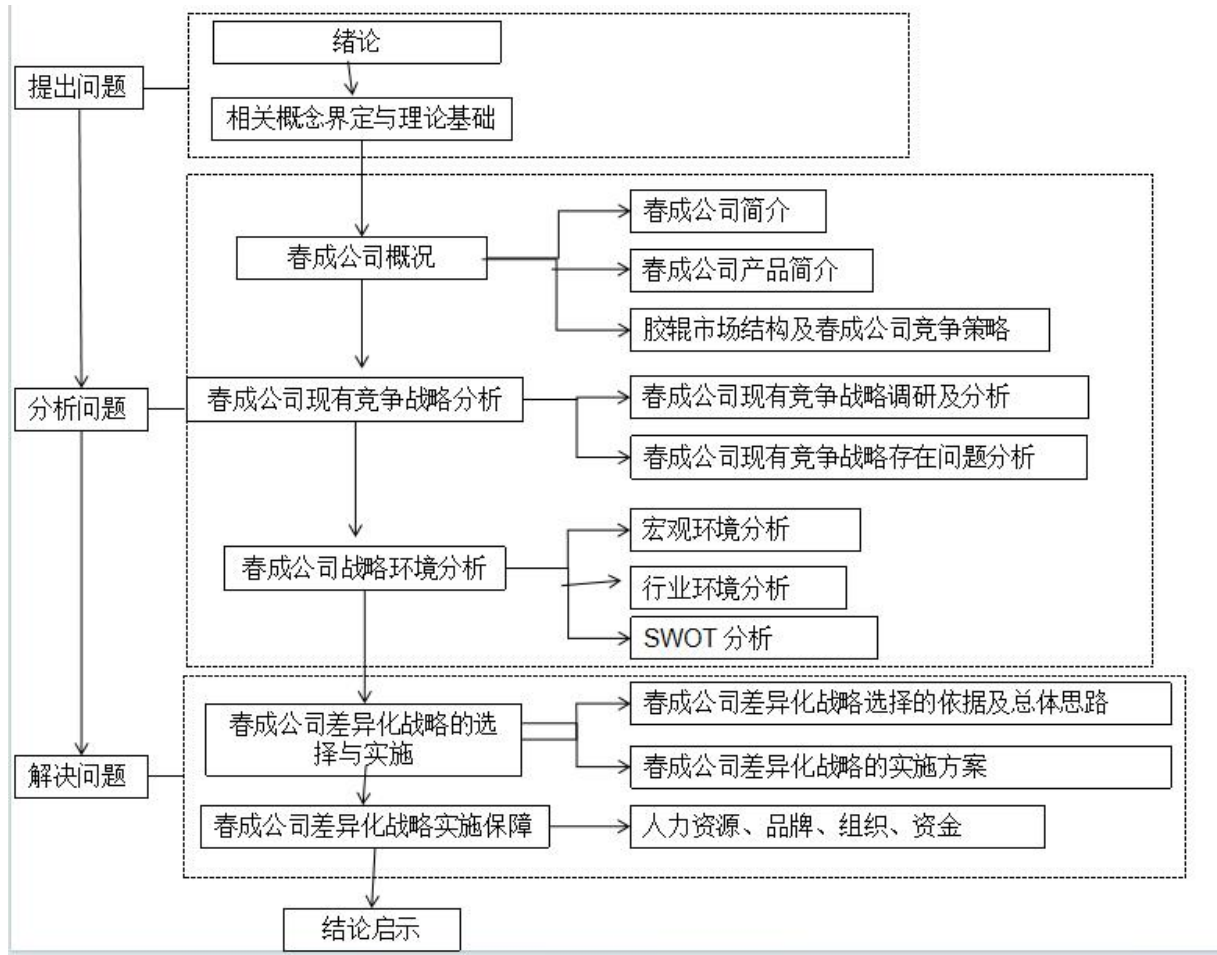 绪论
提出问题
相关概念界定与理论基础
春成公司简介
春成公司概况
春成公司产品简介
胶辊市场结构及春成公司竞争策略
分析问题
春成公司现有竞争战略分析
春成公司现有竞争战略调研及分析
春成公司现有竞争战略存在问题分析
宏观环境分析
春成公司战略环境分析
行业环境分析
SWOT 分析
春成公司差异化战略的选
择与实施
春成公司差异化战略选择的依据及总体思路
春成公司差异化战略的实施方案
解决问题
春成公司差异化战略实施保障
人力资源、品牌、组织、资金
结论启示